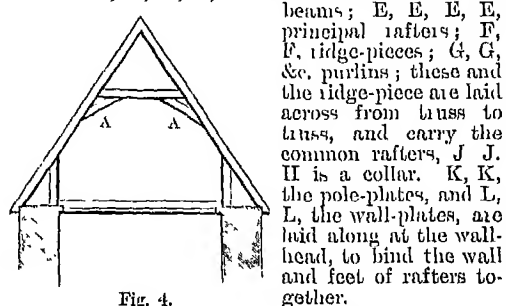 beams; E, E, E, E,
principal rafters; F,
F, ridge-pieces; G, G,
&c. purlins; these and
the ridge-piece are laid
across from truss to
truss, and carry the
common rafters, J J.
H is a collar. K, K,
the pole-plates, and L,
L, the wall-plates, are
laid along at the wall-
head, to bind the wall
and feet of rafters to-
gether.
A A
Fig. 4.